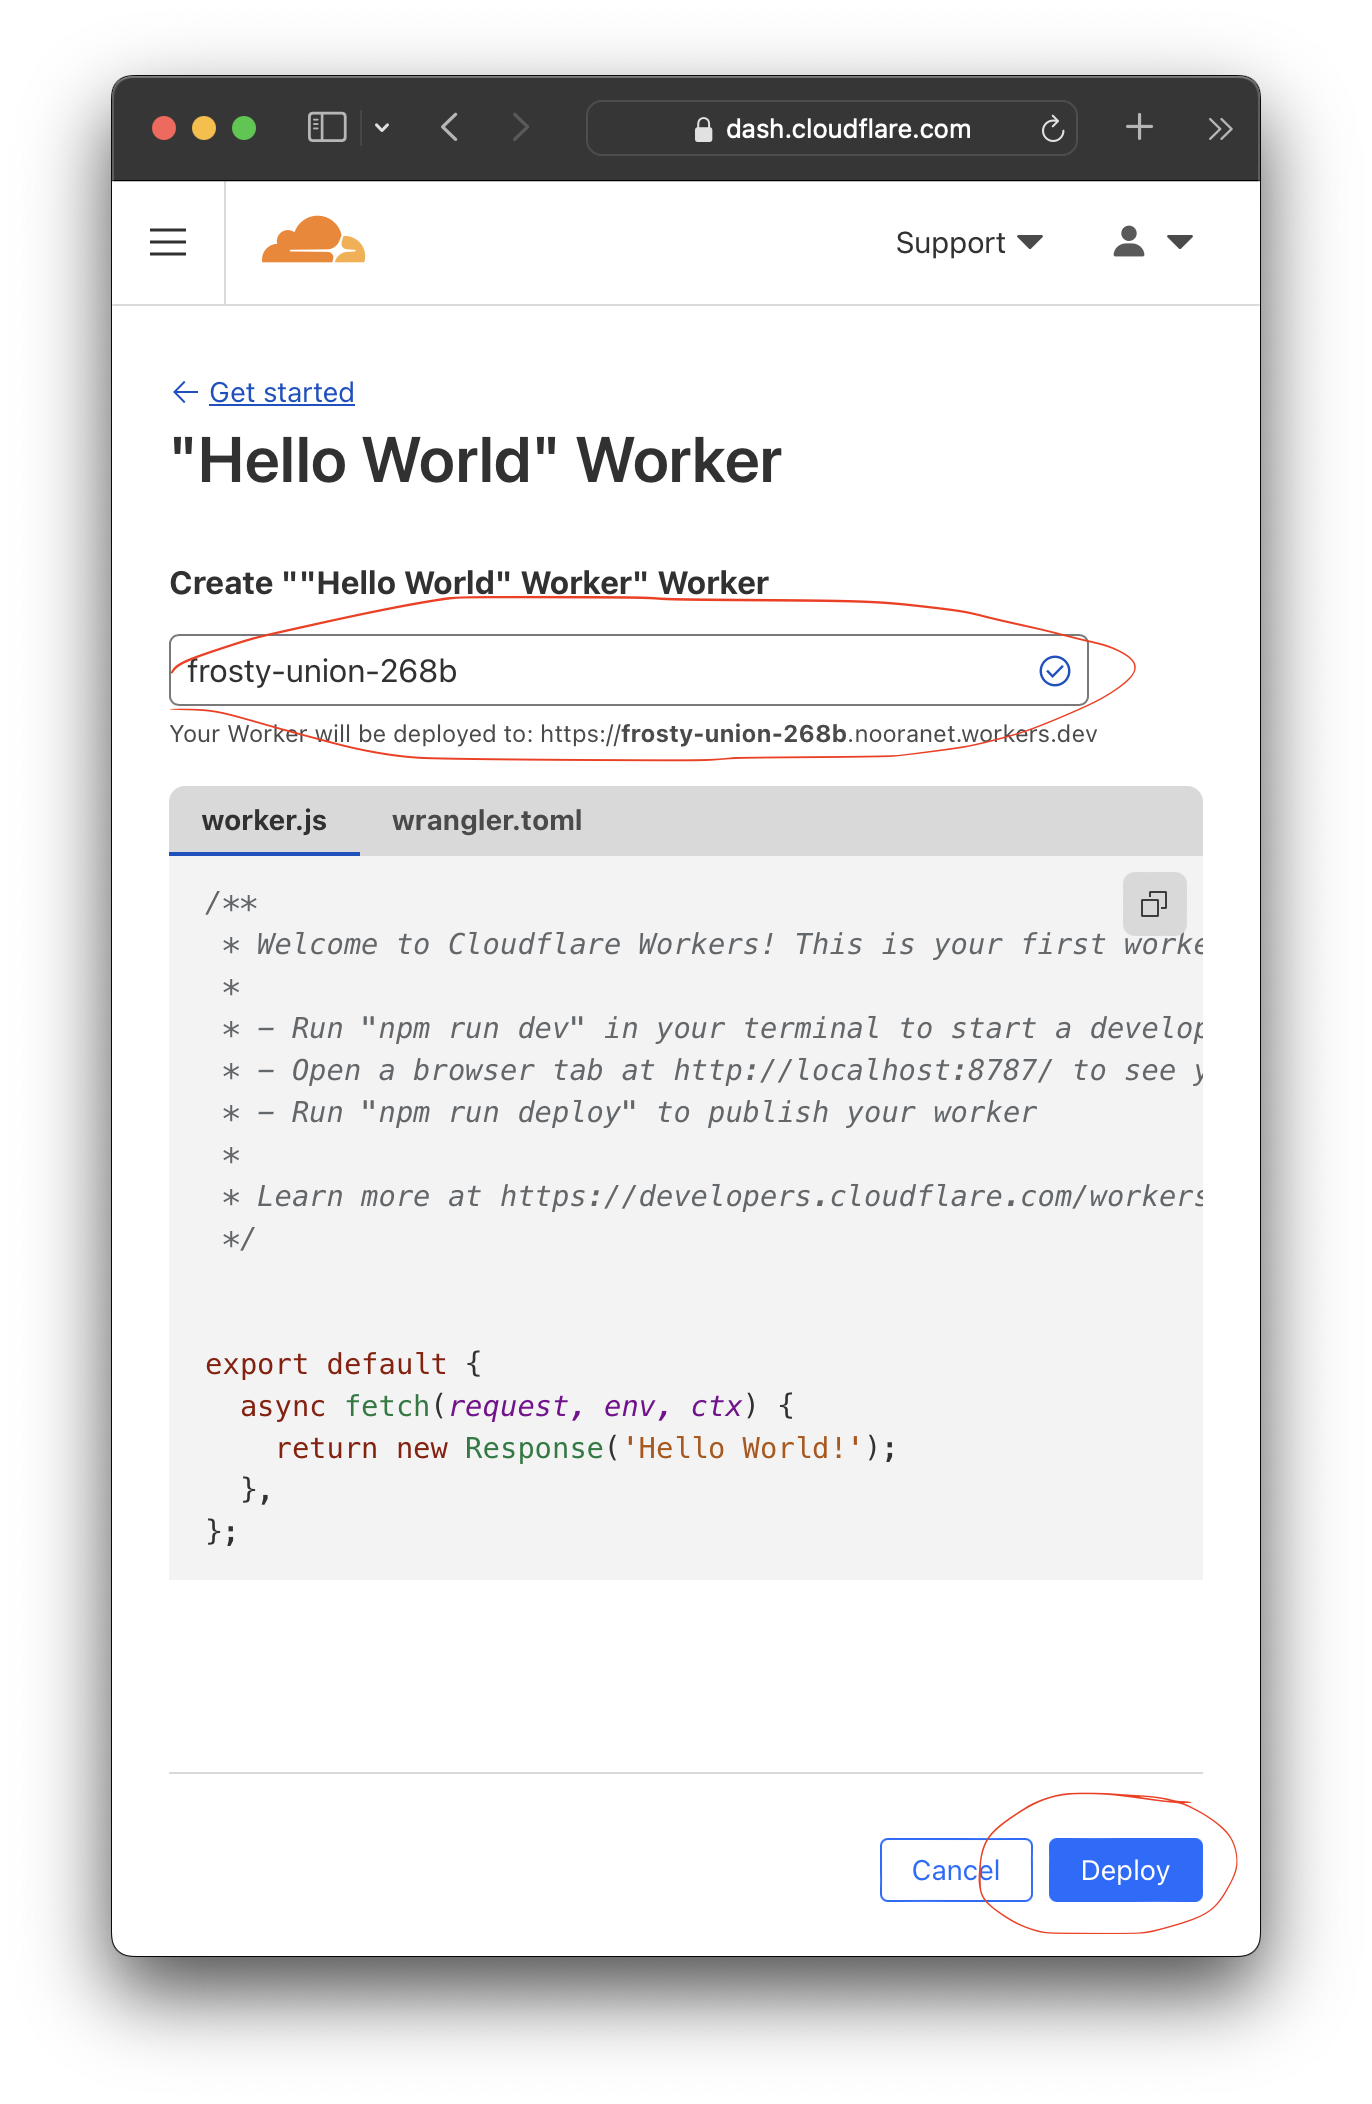 dash.cloudflare.com
Support
Get started
"Hello World" Worker
Create ""Hello World" Worker" Worker
frosty-union-268b
Your Worker will be deployed to: https://frosty-union-268b.nooranet.workers.dev
worker.js wrangler.toml
/**
* Welcome to Cloudflare Workers! This is your first worke
*
* - Run "npm run dev" in your terminal to start a develop
* - Open a browser tab at http://localhost:8787/ to see y
* - Run "npm run deploy" to publish your worker
*
* Learn more at https://developers.cloudflare.com/workers
*/
export default {
async fetch(request, env, ctx) {
return new Response('Hello World!');
},
};
Cancel Deploy